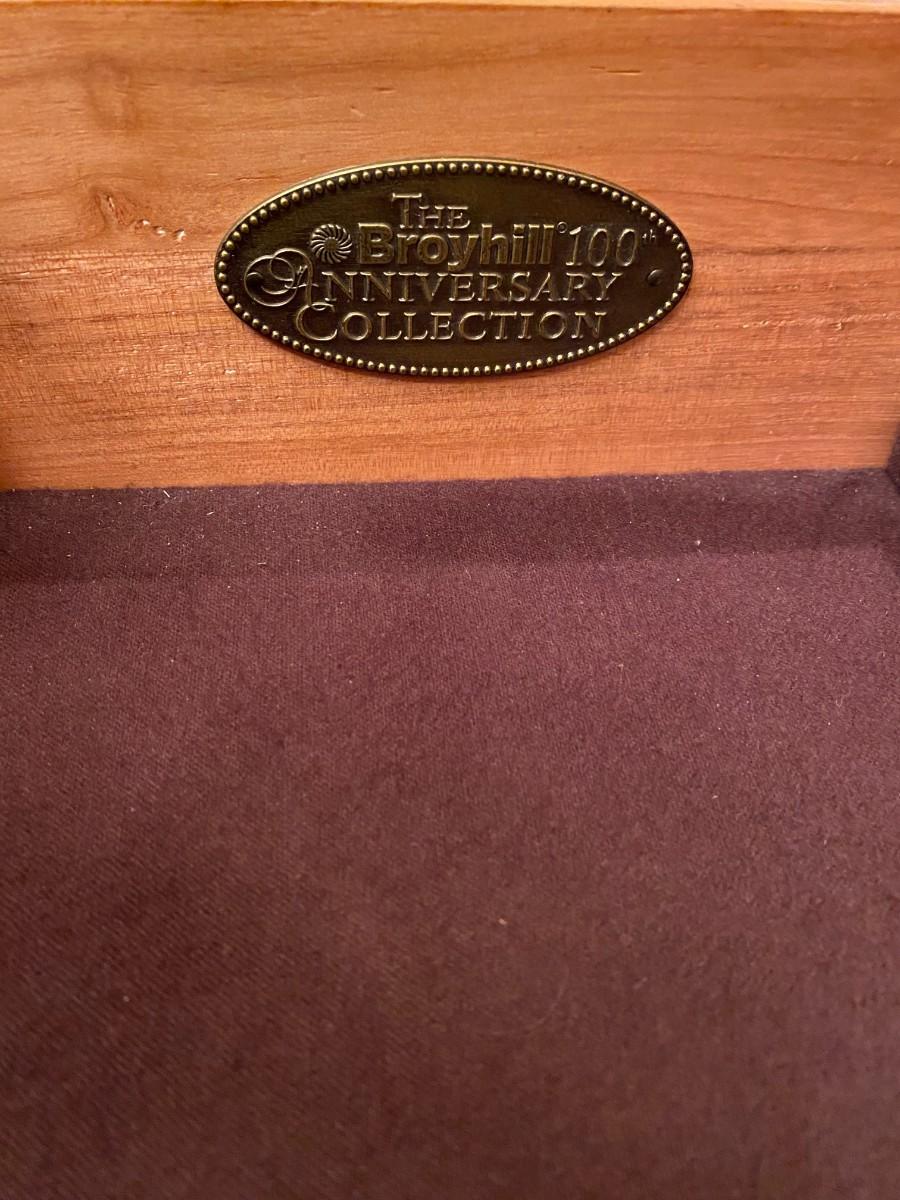 THE
Broyhill® 100th
ANNIVERSARY
COLLECTION